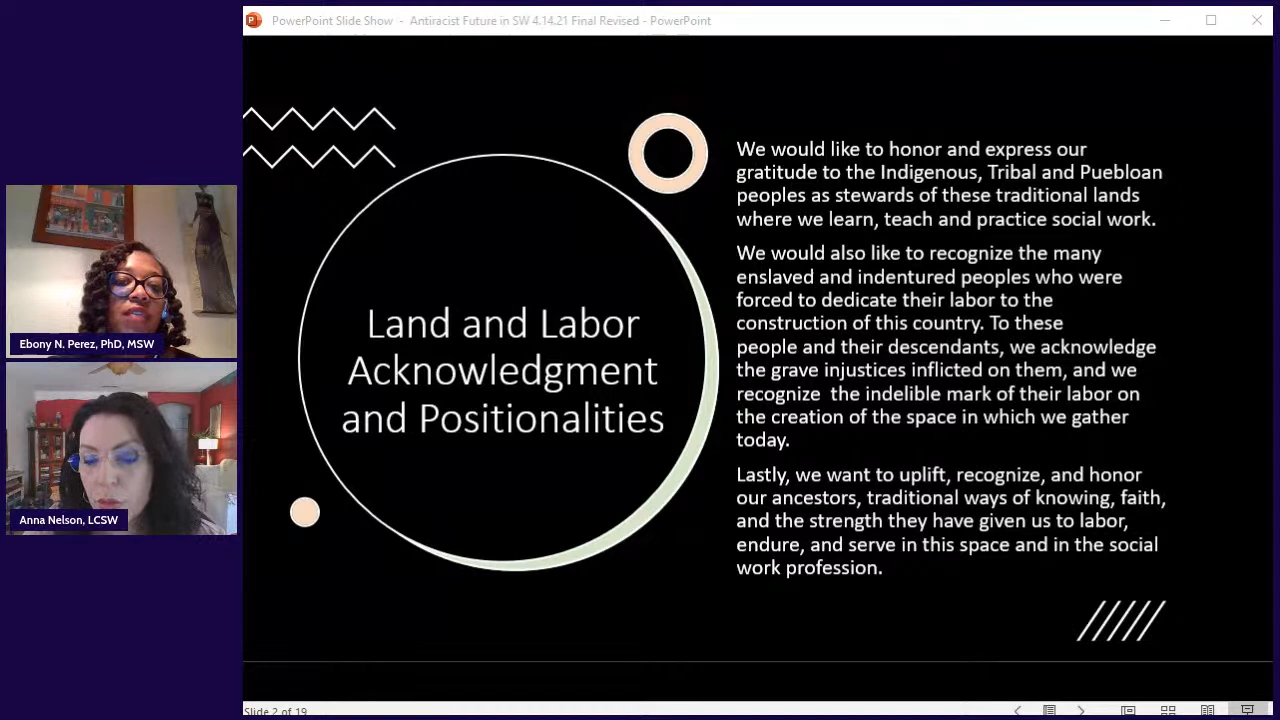 PowerPoint Slide Show - Antiracist Future in SW 4.14.21 Final Revised - PowerPoint
Ebony N. Perez, PhD, MSW
Anna Nelson, LCSW
Land and Labor
Acknowledgment
and Positionalities
We would like to honor and express our
gratitude to the Indigenous, Tribal and Puebloan
peoples as stewards of these traditional lands
where we learn, teach and practice social work.
We would also like to recognize the many
enslaved and indentured peoples who were
forced to dedicate their labor to the
construction of this country. To these
people and their descendants, we acknowledge
the grave injustices inflicted on them, and we
recognize the indelible mark of their labor on
the creation of the space in which we gather
today.
Lastly, we want to uplift, recognize, and honor
our ancestors, traditional ways of knowing, faith,
and the strength they have given us to labor,
endure, and serve in this space and in the social
work profession.
Slide 2 of 19